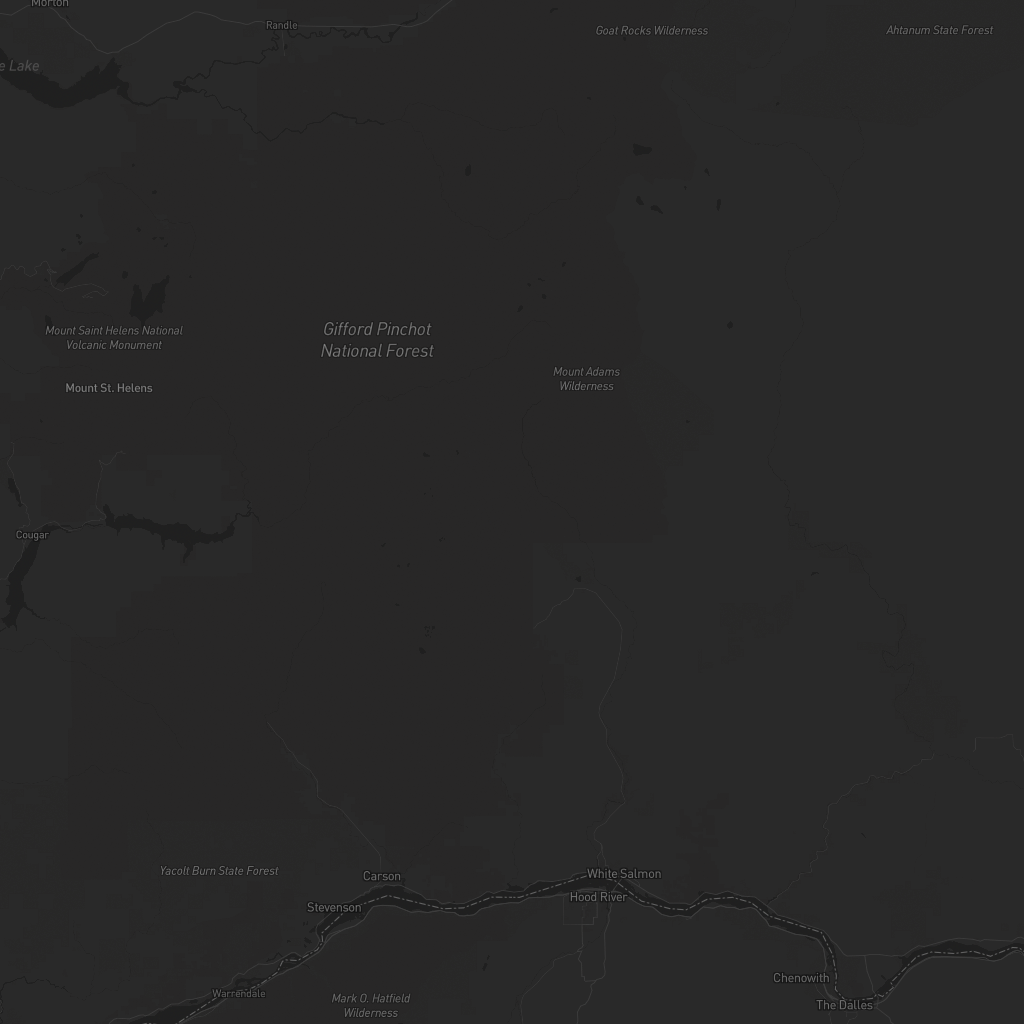 Morton
Randle
Goat Rocks Wilderness
Ahtanum State Forest
e Lake
Gifford Pinchot
National Forest
Mount Saint Helens National
Volcanic Monument
Mount Adams
Wilderness
Mount St. Helens
Cougar
Yacolt Burn State Forest
Carson
White Salmon
Hood River
Stevenson
Chenowith
Warrendale
Mark O. Hatfield
Wilderness
The Dalles